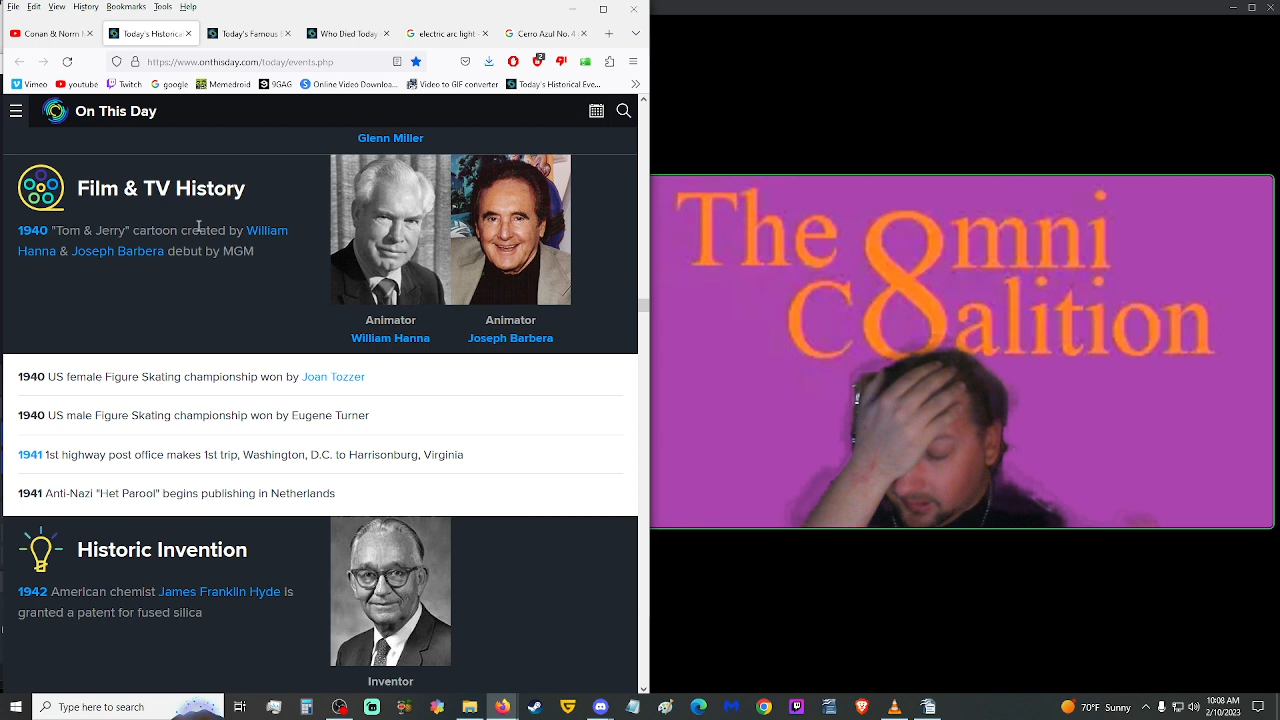 File Edit View History Bookmarks Tools Help
Conan & Norm
Today's Historica
Today's Famous
Who Died Today
electric arc light -
Cerro Azul No. 4
https://www.onthisday.com/today/events.php
2
Vimeo
youtube
Twitch
google
Memedroid
9GAG
Online Video Downloa...
Video to GIF converter
Today's Historical Eve...
On This Day
Glenn Miller
Film & TV History
1940 "Tom & Jerry" cartoon created by William
Hanna & Joseph Barbera debut by MGM
Animator
William Hanna
Animator
Joseph Barbera
1940 US female Figure Skating championship won by Joan Tozzer
1940 US male Figure Skating championship won by Eugene Turner
1941 1st highway post office makes 1st trip, Washington, D.C. to Harrisonburg, Virginia
1941 Anti-Nazi "Het Parool" begins publishing in Netherlands
Historic Invention
1942 American chemist James Franklin Hyde is
granted a patent for fused silica
Inventor
The 8mni
C8alition
Type here to search
70°F Sunny
10:08 AM
2/10/2023